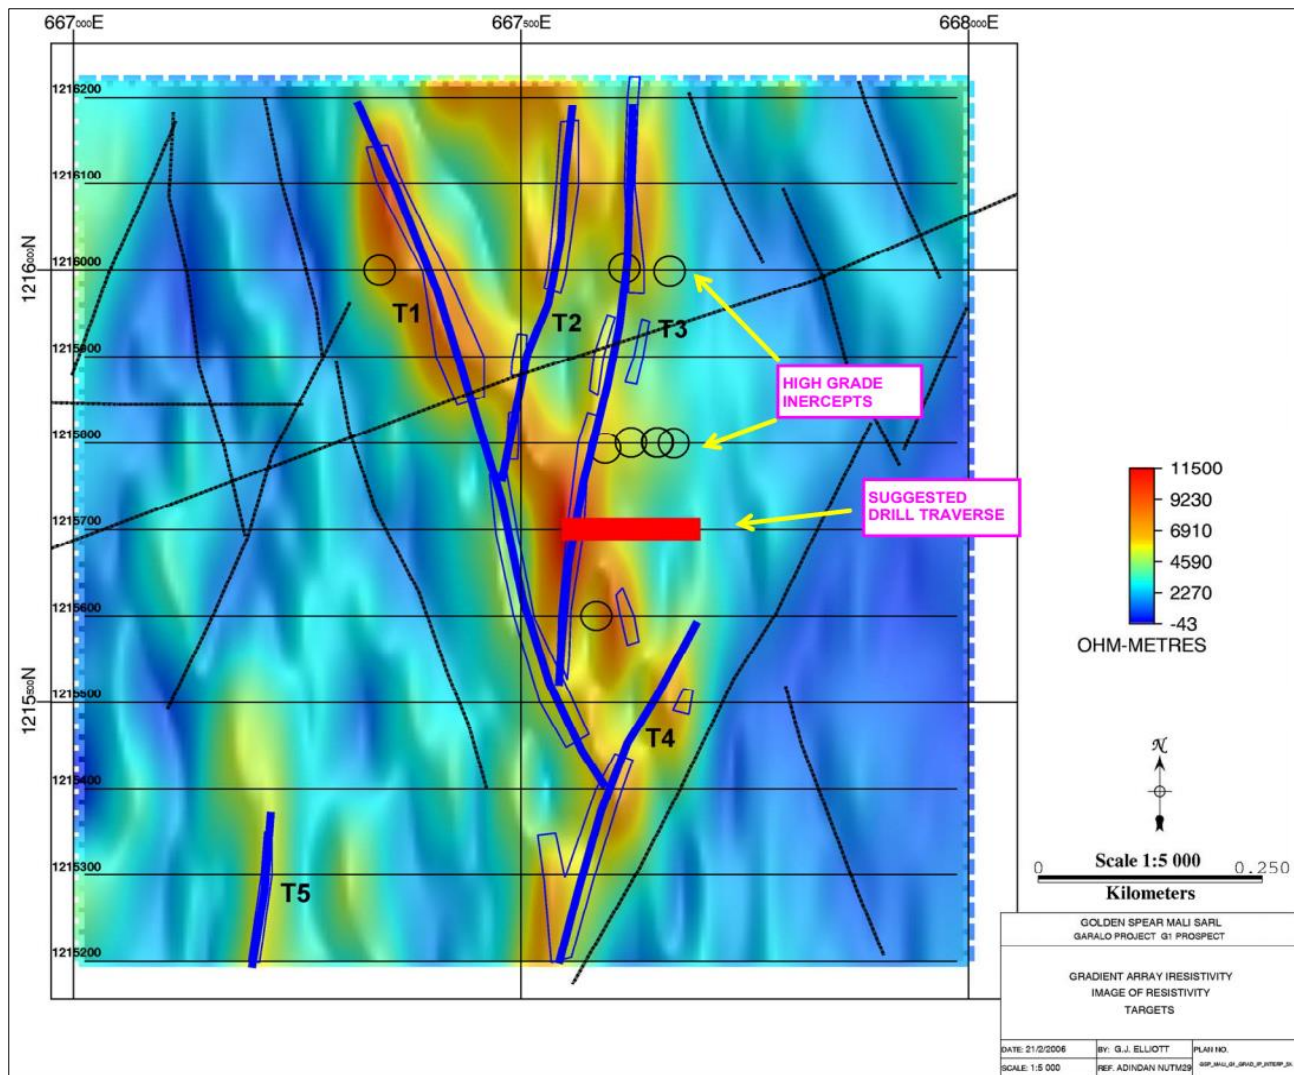 667000E 667500E 668000E
1216200
1216100
1216000N
1216000
T1
T2
T3
1215900
HIGH GRADE
INERCEPTS
1215800
SUGGESTED
DRILL TRAVERSE
1215700
1215600
1215500N
1215500
T4
1215400
1215300
T5
1215200
11500
9230
6910
4590
2270
-43
OHM-METRES
N
Scale 1:5 000
0 0.250
Kilometers
GOLDEN SPEAR MALI SARL
GARALO PROJECT G1 PROSPECT
GRADIENT ARRAY IRESISTIVITY
IMAGE OF RESISTIVITY
TARGETS
DATE: 21/2/2006 BY: G.J. ELLIOTT PLAN NO.
SCALE: 1:5 000 REF. ADINDAN NUTM29